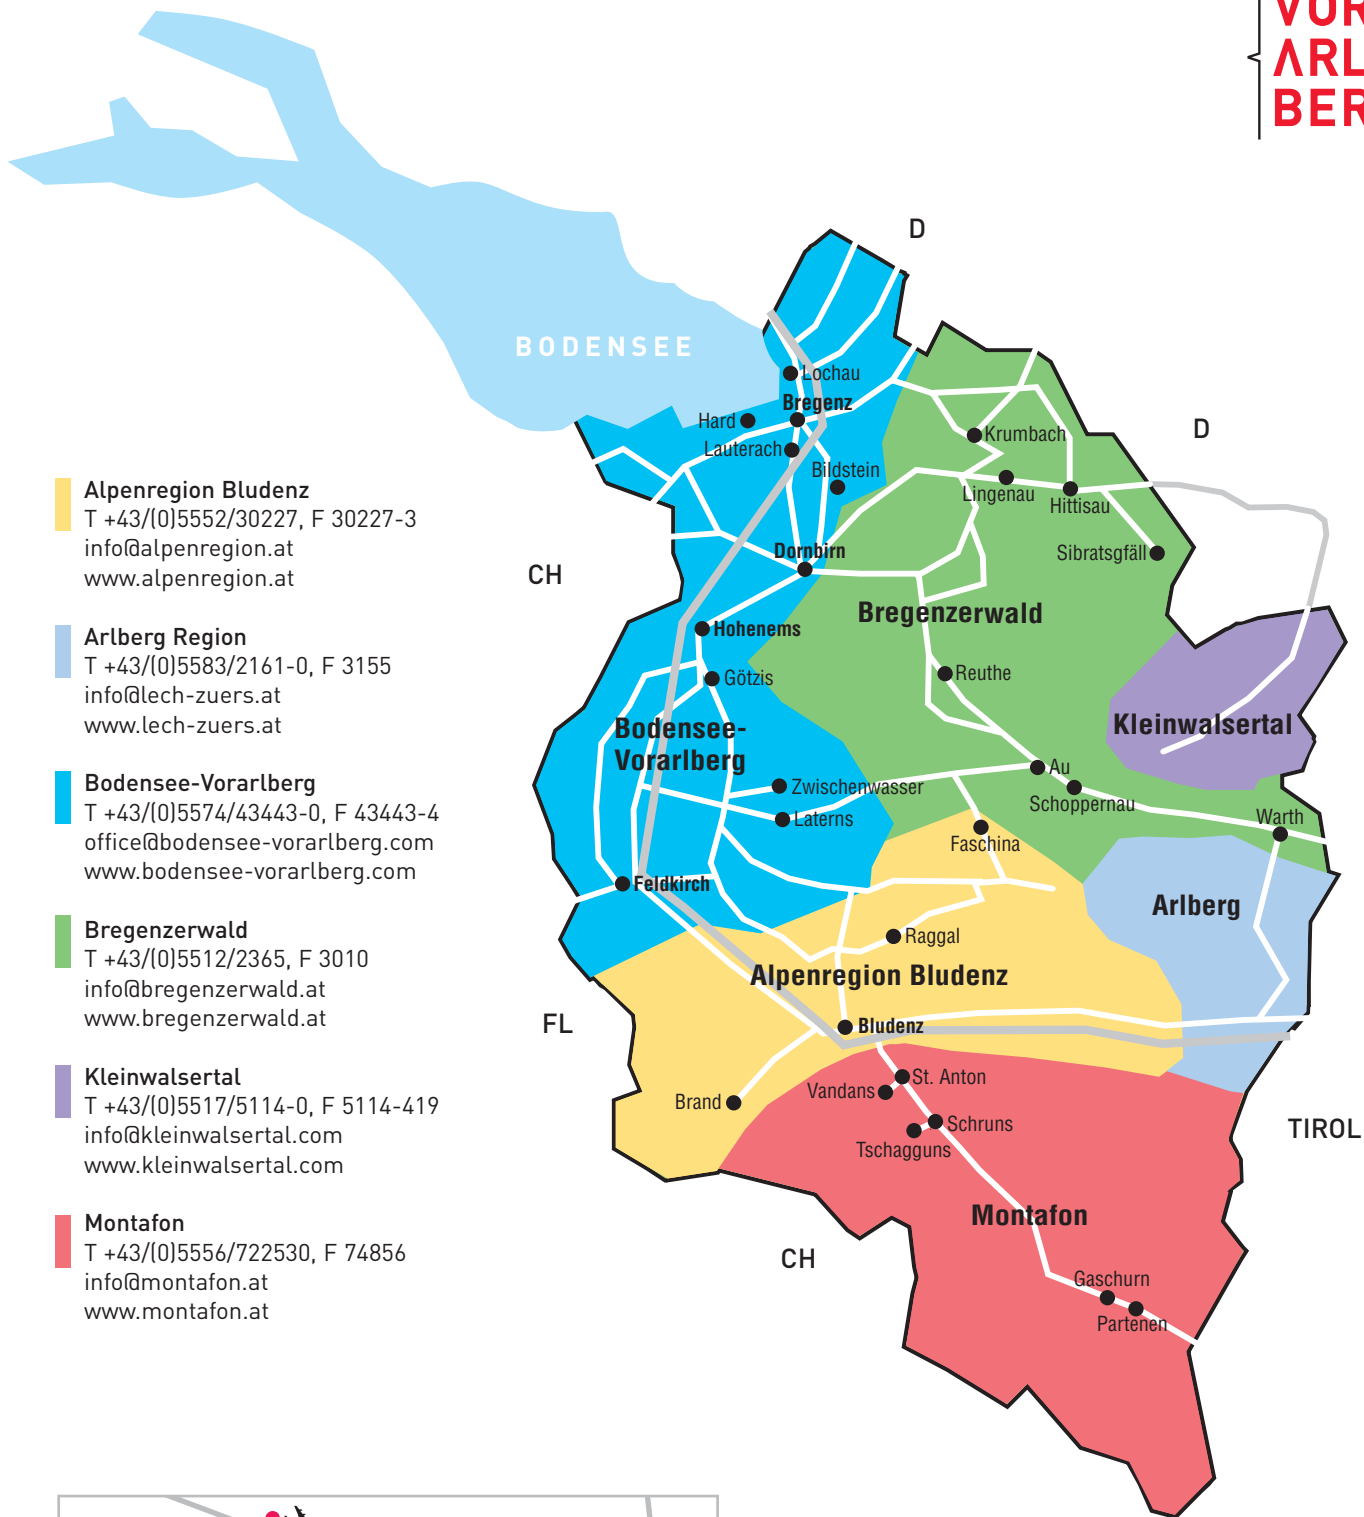 VOR
ARL
BER
D
BODENSEE
Lochau
Bregenz
Hard
Krumbach
D
Lauterach
Bildstein
Lingenau
Hittisau
Dornbirn
Sibratsgfäll
CH
Bregenzerwald
Hohenems
Reuthe
Götzis
Kleinwalsertal
Bodensee-
Vorarlberg
Au
Zwischenwasser
Schoppernau
Laterns
Warth
Faschina
Feldkirch
Arlberg
Raggal
Alpenregion Bludenz
FL
Bludenz
St. Anton
Vandans
Brand
Schruns
TIROL
Tschagguns
Montafon
CH
Gaschurn
Partenen
Alpenregion Bludenz
T +43/(0)5552/30227, F 30227-3
info@alpenregion.at
www.alpenregion.at
Arlberg Region
T +43/(0)5583/2161-0, F 3155
info@lech-zuers.at
www.lech-zuers.at
Bodensee-Vorarlberg
T +43/(0)5574/43443-0, F 43443-4
office@bodensee-vorarlberg.com
www.bodensee-vorarlberg.com
Bregenzerwald
T +43/(0)5512/2365, F 3010
info@bregenzerwald.at
www.bregenzerwald.at
Kleinwalsertal
T +43/(0)5517/5114-0, F 5114-419
info@kleinwalsertal.com
www.kleinwalsertal.com
Montafon
T +43/(0)5556/722530, F 74856
info@montafon.at
www.montafon.at